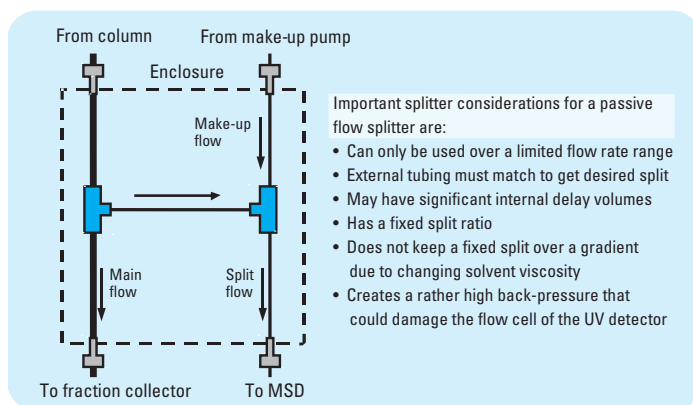 From column
From make-up pump
Enclosure
Make-up
flow
Main
flow
Split
flow
To fraction collector
To MSD
Important splitter considerations for a passive
flow splitter are:
• Can only be used over a limited flow rate range
• External tubing must match to get desired split
• May have significant internal delay volumes
• Has a fixed split ratio
• Does not keep a fixed split over a gradient
due to changing solvent viscosity
• Creates a rather high back-pressure that
could damage the flow cell of the UV detector